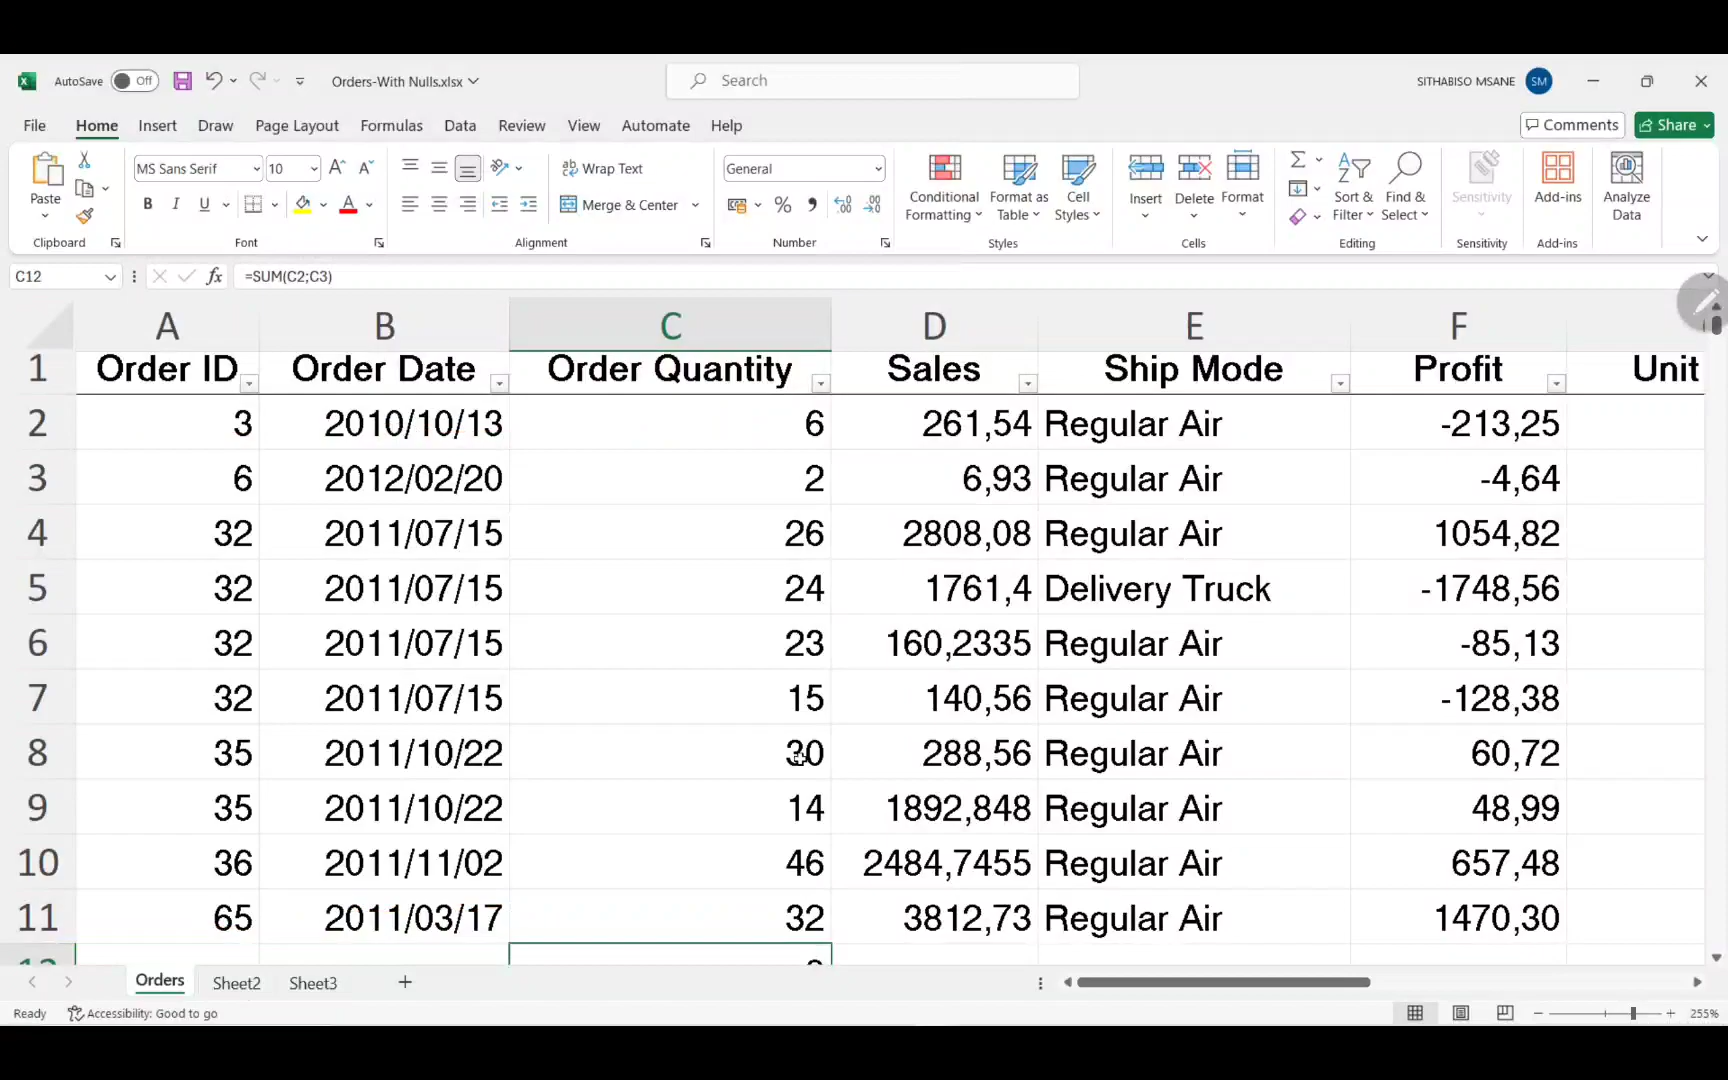 AutoSave Off Orders-With Nulls.xlsx Search SITHABISO MSANE SM
File Home Insert Draw Page Layout Formulas Data Review View Automate Help Comments Share
Paste MS Sans Serif 10 Wrap Text General Conditional Formatting Format as Table Cell Styles Insert Delete Format Sort & Filter Find & Select Sensitivity Add-ins Analyze Data
B I U Merge & Center %
Clipboard Font Alignment Number Styles Cells Editing Sensitivity Add-ins
C12 fx =SUM(C2;C3)
A B C D E F
1 Order ID Order Date Order Quantity Sales Ship Mode Profit Unit
2 3 2010/10/13 6 261,54 Regular Air -213,25
3 6 2012/02/20 2 6,93 Regular Air -4,64
4 32 2011/07/15 26 2808,08 Regular Air 1054,82
5 32 2011/07/15 24 1761,4 Delivery Truck -1748,56
6 32 2011/07/15 23 160,2335 Regular Air -85,13
7 32 2011/07/15 15 140,56 Regular Air -128,38
8 35 2011/10/22 30 288,56 Regular Air 60,72
9 35 2011/10/22 14 1892,848 Regular Air 48,99
10 36 2011/11/02 46 2484,7455 Regular Air 657,48
11 65 2011/03/17 32 3812,73 Regular Air 1470,30
Orders Sheet2 Sheet3
Ready Accessibility: Good to go 255%